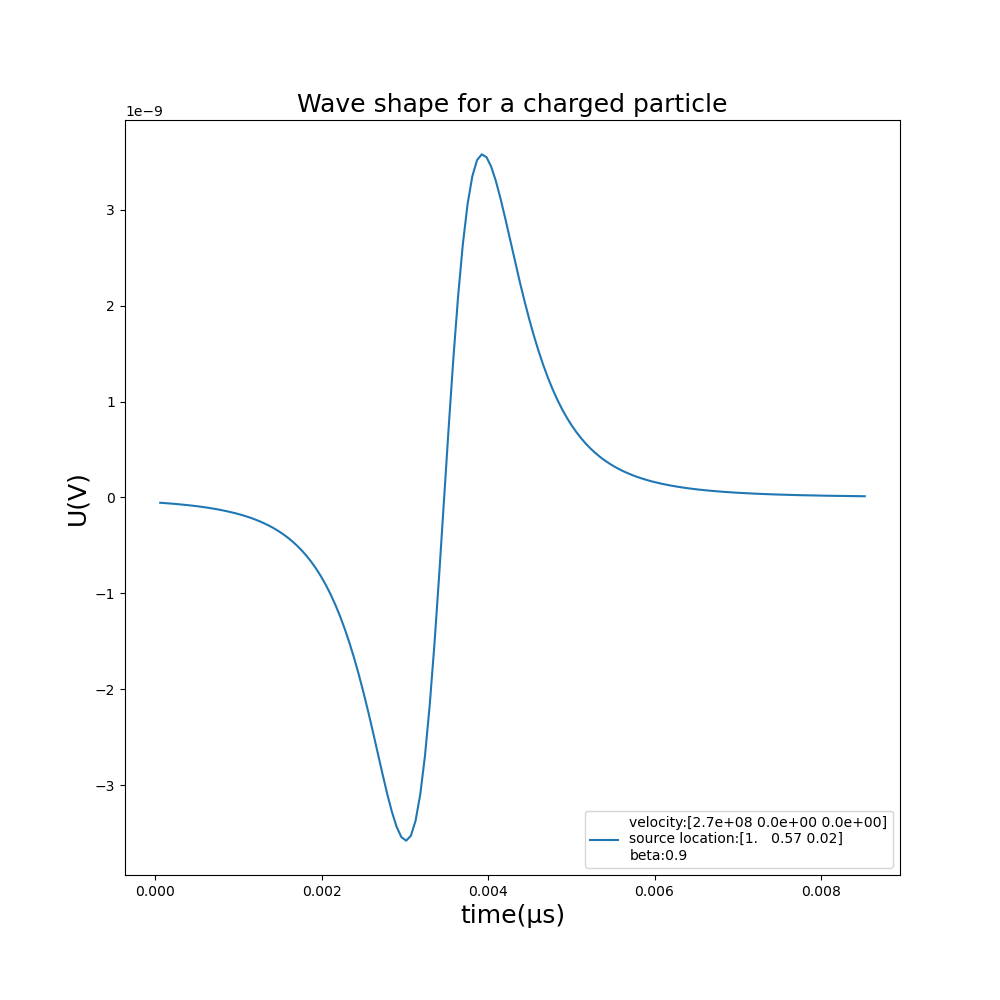 Wave shape for a charged particle
1e−9
3
2
1
0
−1
−2
−3
U(V)
0.000 0.002 0.004 0.006 0.008
time(μs)
velocity:[2.7e+08 0.0e+00 0.0e+00]
source location:[1.   0.57 0.02]
beta:0.9